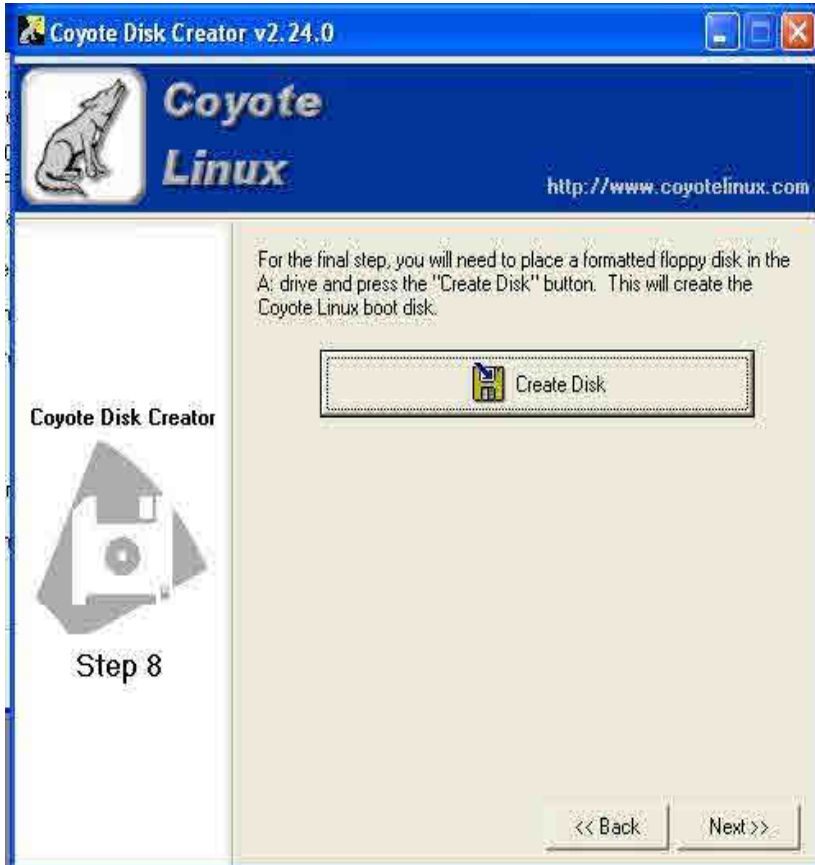 Coyote Disk Creator v2.24.0
Coyote
Linux
http://www.coyotelinux.com
For the final step, you will need to place a formatted floppy disk in the
A: drive and press the "Create Disk" button.  This will create the
Coyote Linux boot disk.
Create Disk
Coyote Disk Creator
Step 8
<< Back
Next >>